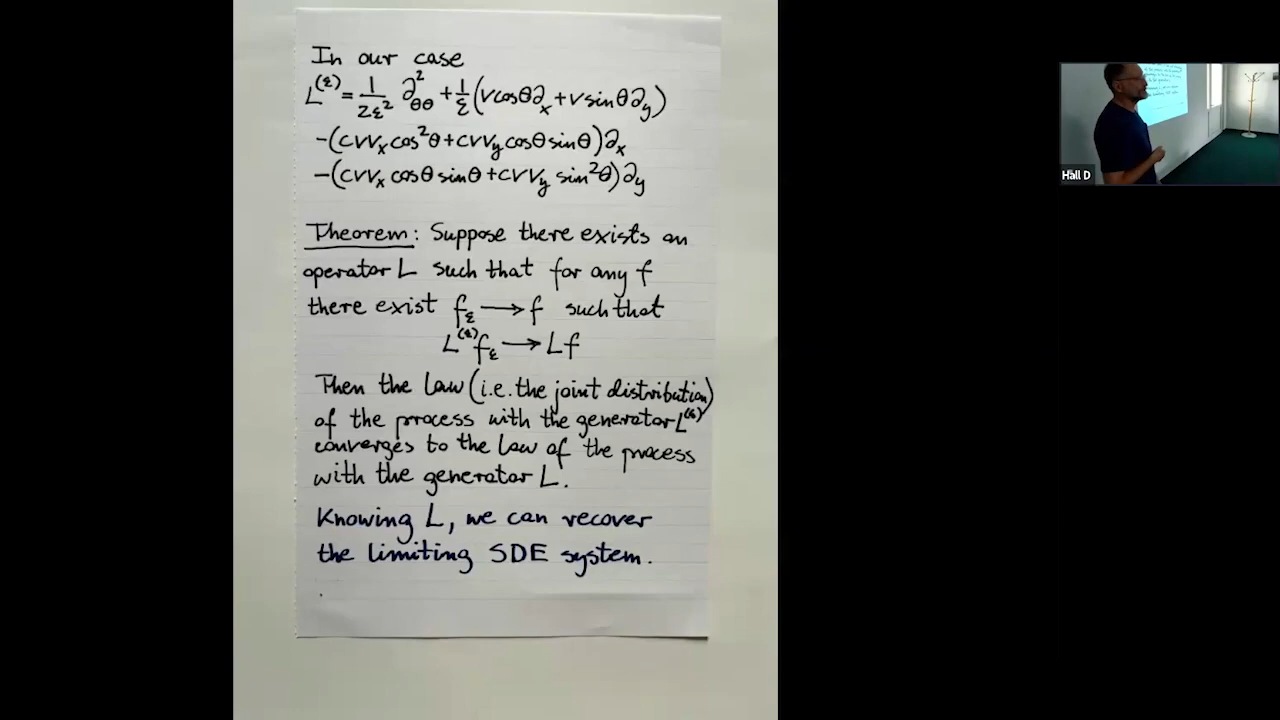 In our case
L^(ε) = 1/2ε² ∂²_θθ + 1/ε (v cosθ ∂_x + v sinθ ∂_y)
-(cvv_x cos²θ + cvv_y cosθ sinθ)∂_x
-(cvv_x cosθ sinθ + cvv_y sin²θ)∂_y
Theorem: Suppose there exists an
operator L such that for any f
there exist f_ε → f such that
L^(ε) f_ε → Lf
Then the law (i.e. the joint distribution)
of the process with the generator L^(ε)
converges to the law of the process
with the generator L.
Knowing L, we can recover
the limiting SDE system.
Hall D